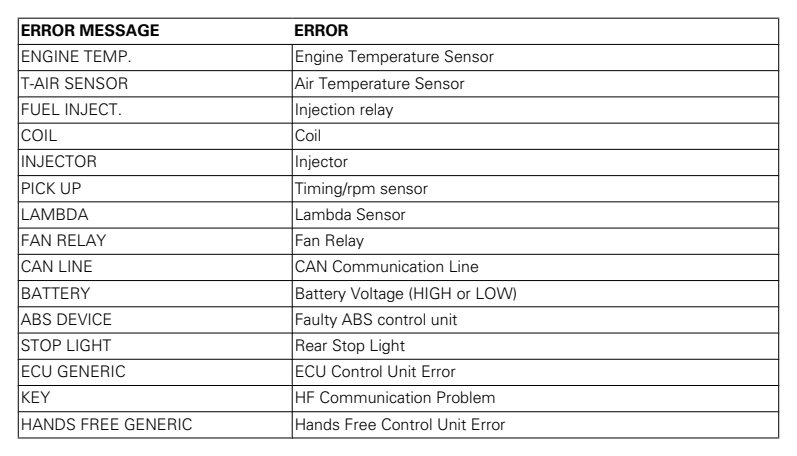 ERROR MESSAGE ERROR
ENGINE TEMP. Engine Temperature Sensor
T-AIR SENSOR Air Temperature Sensor
FUEL INJECT. Injection relay
COIL Coil
INJECTOR Injector
PICK UP Timing/rpm sensor
LAMBDA Lambda Sensor
FAN RELAY Fan Relay
CAN LINE CAN Communication Line
BATTERY Battery Voltage (HIGH or LOW)
ABS DEVICE Faulty ABS control unit
STOP LIGHT Rear Stop Light
ECU GENERIC ECU Control Unit Error
KEY HF Communication Problem
HANDS FREE GENERIC Hands Free Control Unit Error